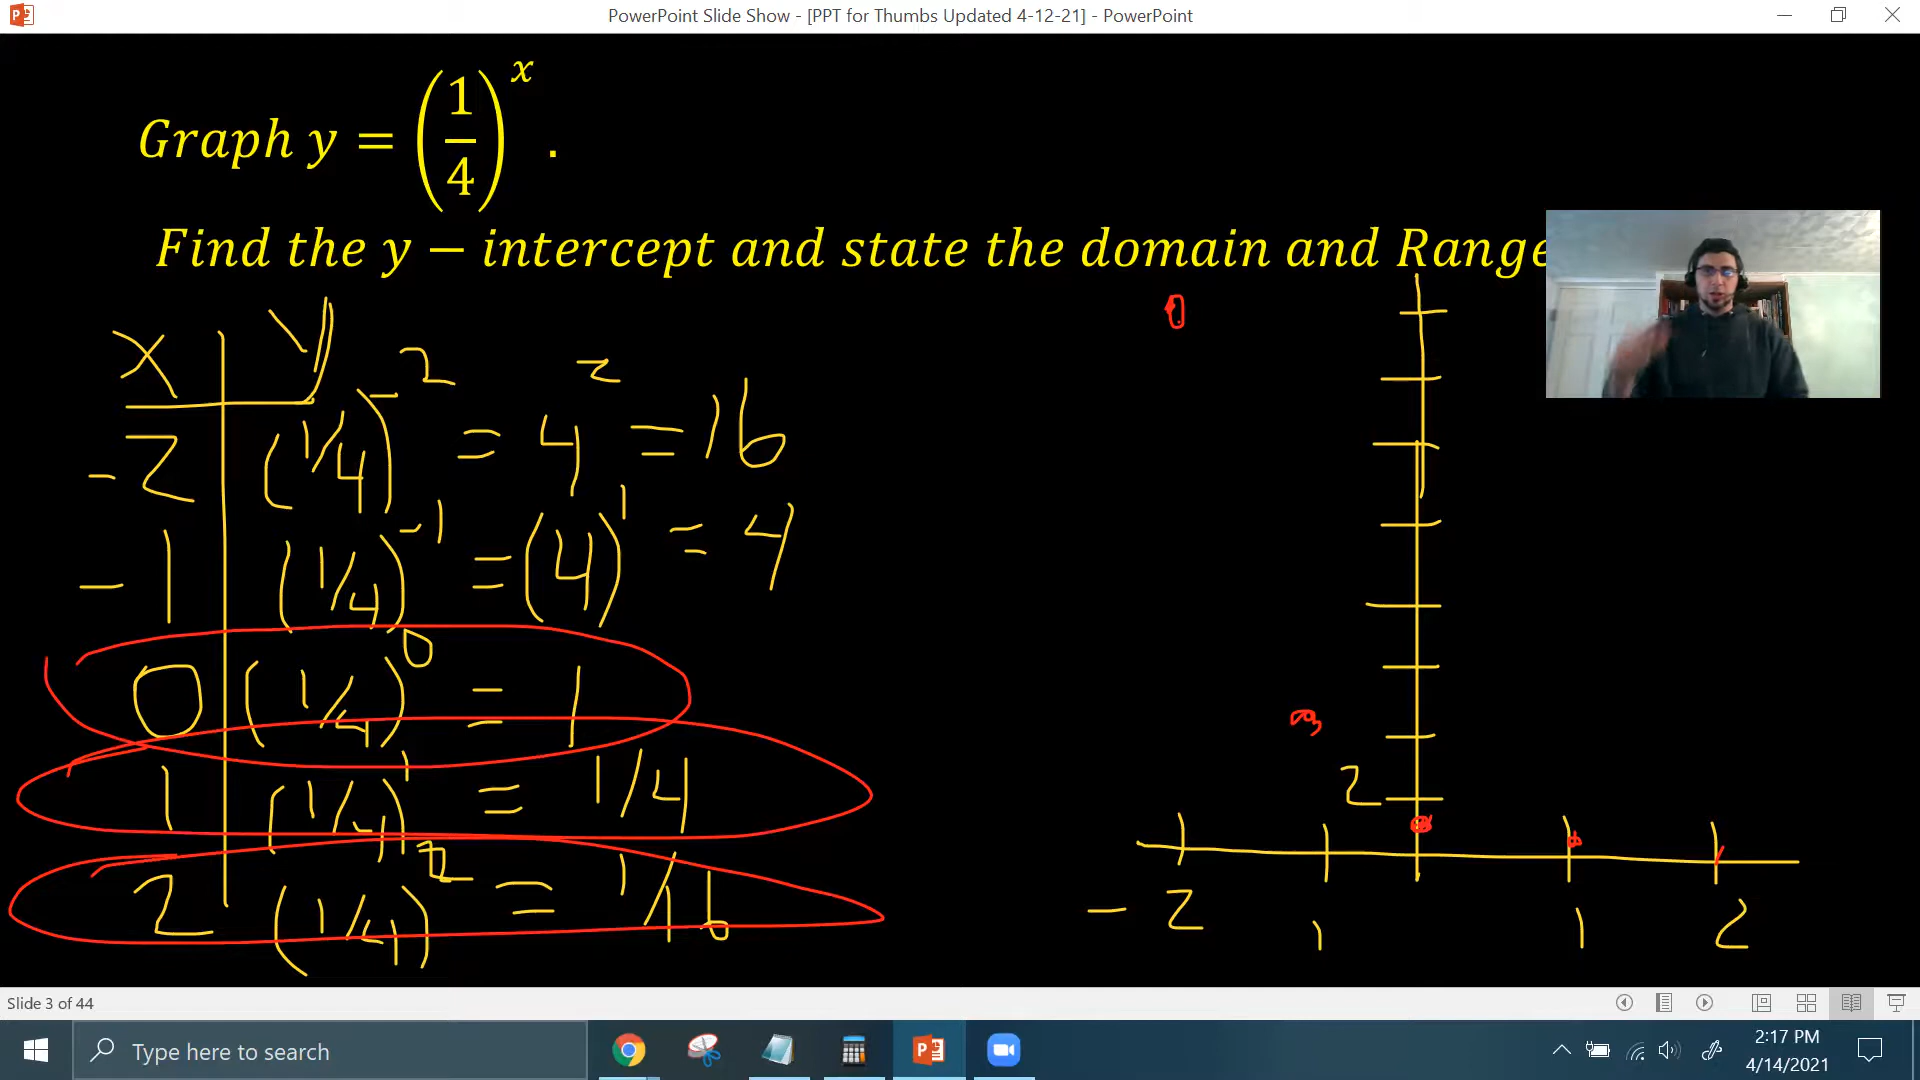 PowerPoint Slide Show - [PPT for Thumbs Updated 4-12-21] - PowerPoint
Graph y = (1/4)^x .
Find the y − intercept and state the domain and Range
x y
-2 (1/4)^-2 = 4^2 = 16
-1 (1/4)^-1 = (4)^1 = 4
0 (1/4)^0 = 1
1 (1/4)^1 = 1/4
2 (1/4)^2 = 1/16
2
-2 1 1 2
Slide 3 of 44
Type here to search
2:17 PM
4/14/2021